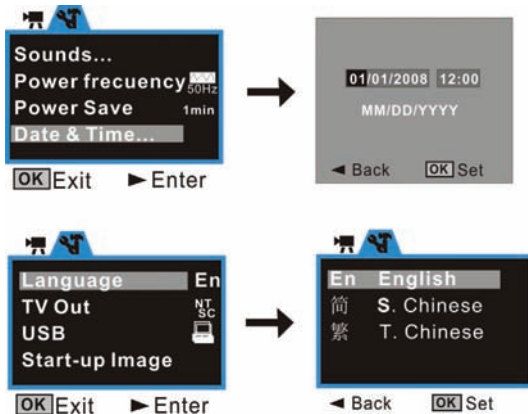 Sounds...
Power frecuency 50Hz
Power Save 1min
Date & Time...
OK Exit ► Enter
01/01/2008 12:00
MM/DD/YYYY
◄ Back OK Set
Language En
TV Out NT SC
USB
Start-up Image
OK Exit ► Enter
En English
简 S. Chinese
繁 T. Chinese
◄ Back OK Set